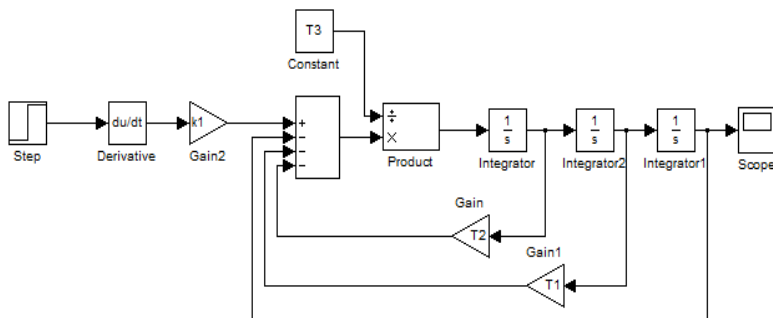 T3
Constant
Step
du/dt
Derivative
k1
Gain2
+
−
−
−
÷
×
Product
1
s
Integrator
1
s
Integrator2
1
s
Integrator1
Scope
Gain
T2
Gain1
T1